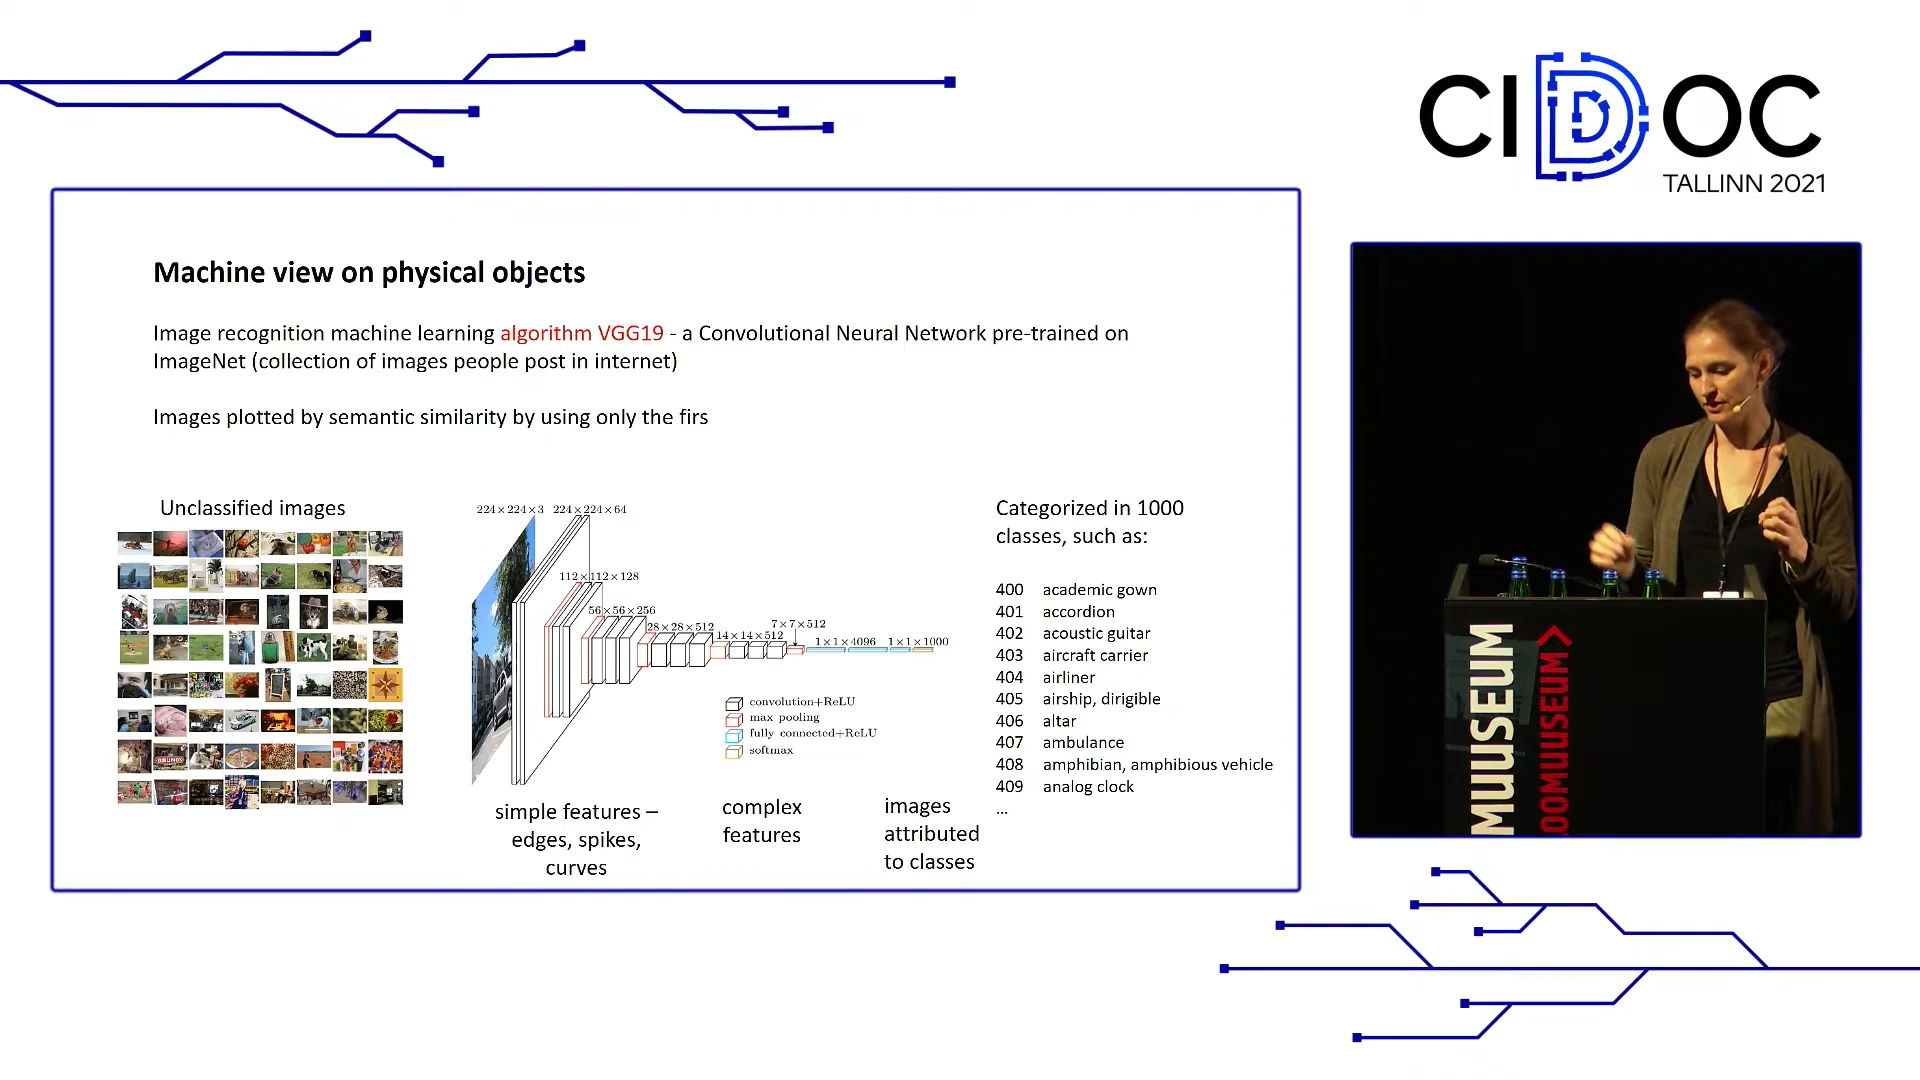 CIDOC
TALLINN 2021
Machine view on physical objects
Image recognition machine learning algorithm VGG19 - a Convolutional Neural Network pre-trained on
ImageNet (collection of images people post in internet)
Images plotted by semantic similarity by using only the firs
Unclassified images
224×224×3 224×224×64
112×112×128
56×56×256
28×28×512
14×14×512
7×7×512
1×1×4096 1×1×1000
convolution+ReLU
max pooling
fully connected+ReLU
softmax
simple features –
edges, spikes,
curves
complex
features
images
attributed
to classes
Categorized in 1000
classes, such as:
400 academic gown
401 accordion
402 acoustic guitar
403 aircraft carrier
404 airliner
405 airship, dirigible
406 altar
407 ambulance
408 amphibian, amphibious vehicle
409 analog clock
...
MUUSEUM
OOMUUSEUM>